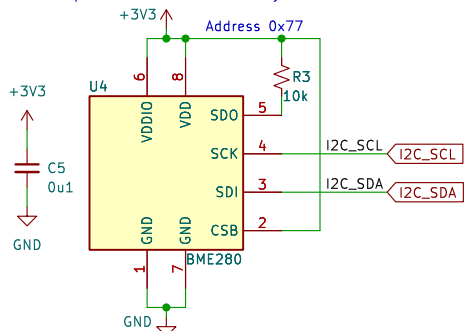 +3V3
Address 0x77
+3V3
U4
6
8
R3
10k
VDDIO
VDD
SDO
5
SCK
4
I2C_SCL
I2C_SCL
C5
0u1
SDI
3
I2C_SDA
I2C_SDA
CSB
2
GND
GND
GND
BME280
1
7
GND